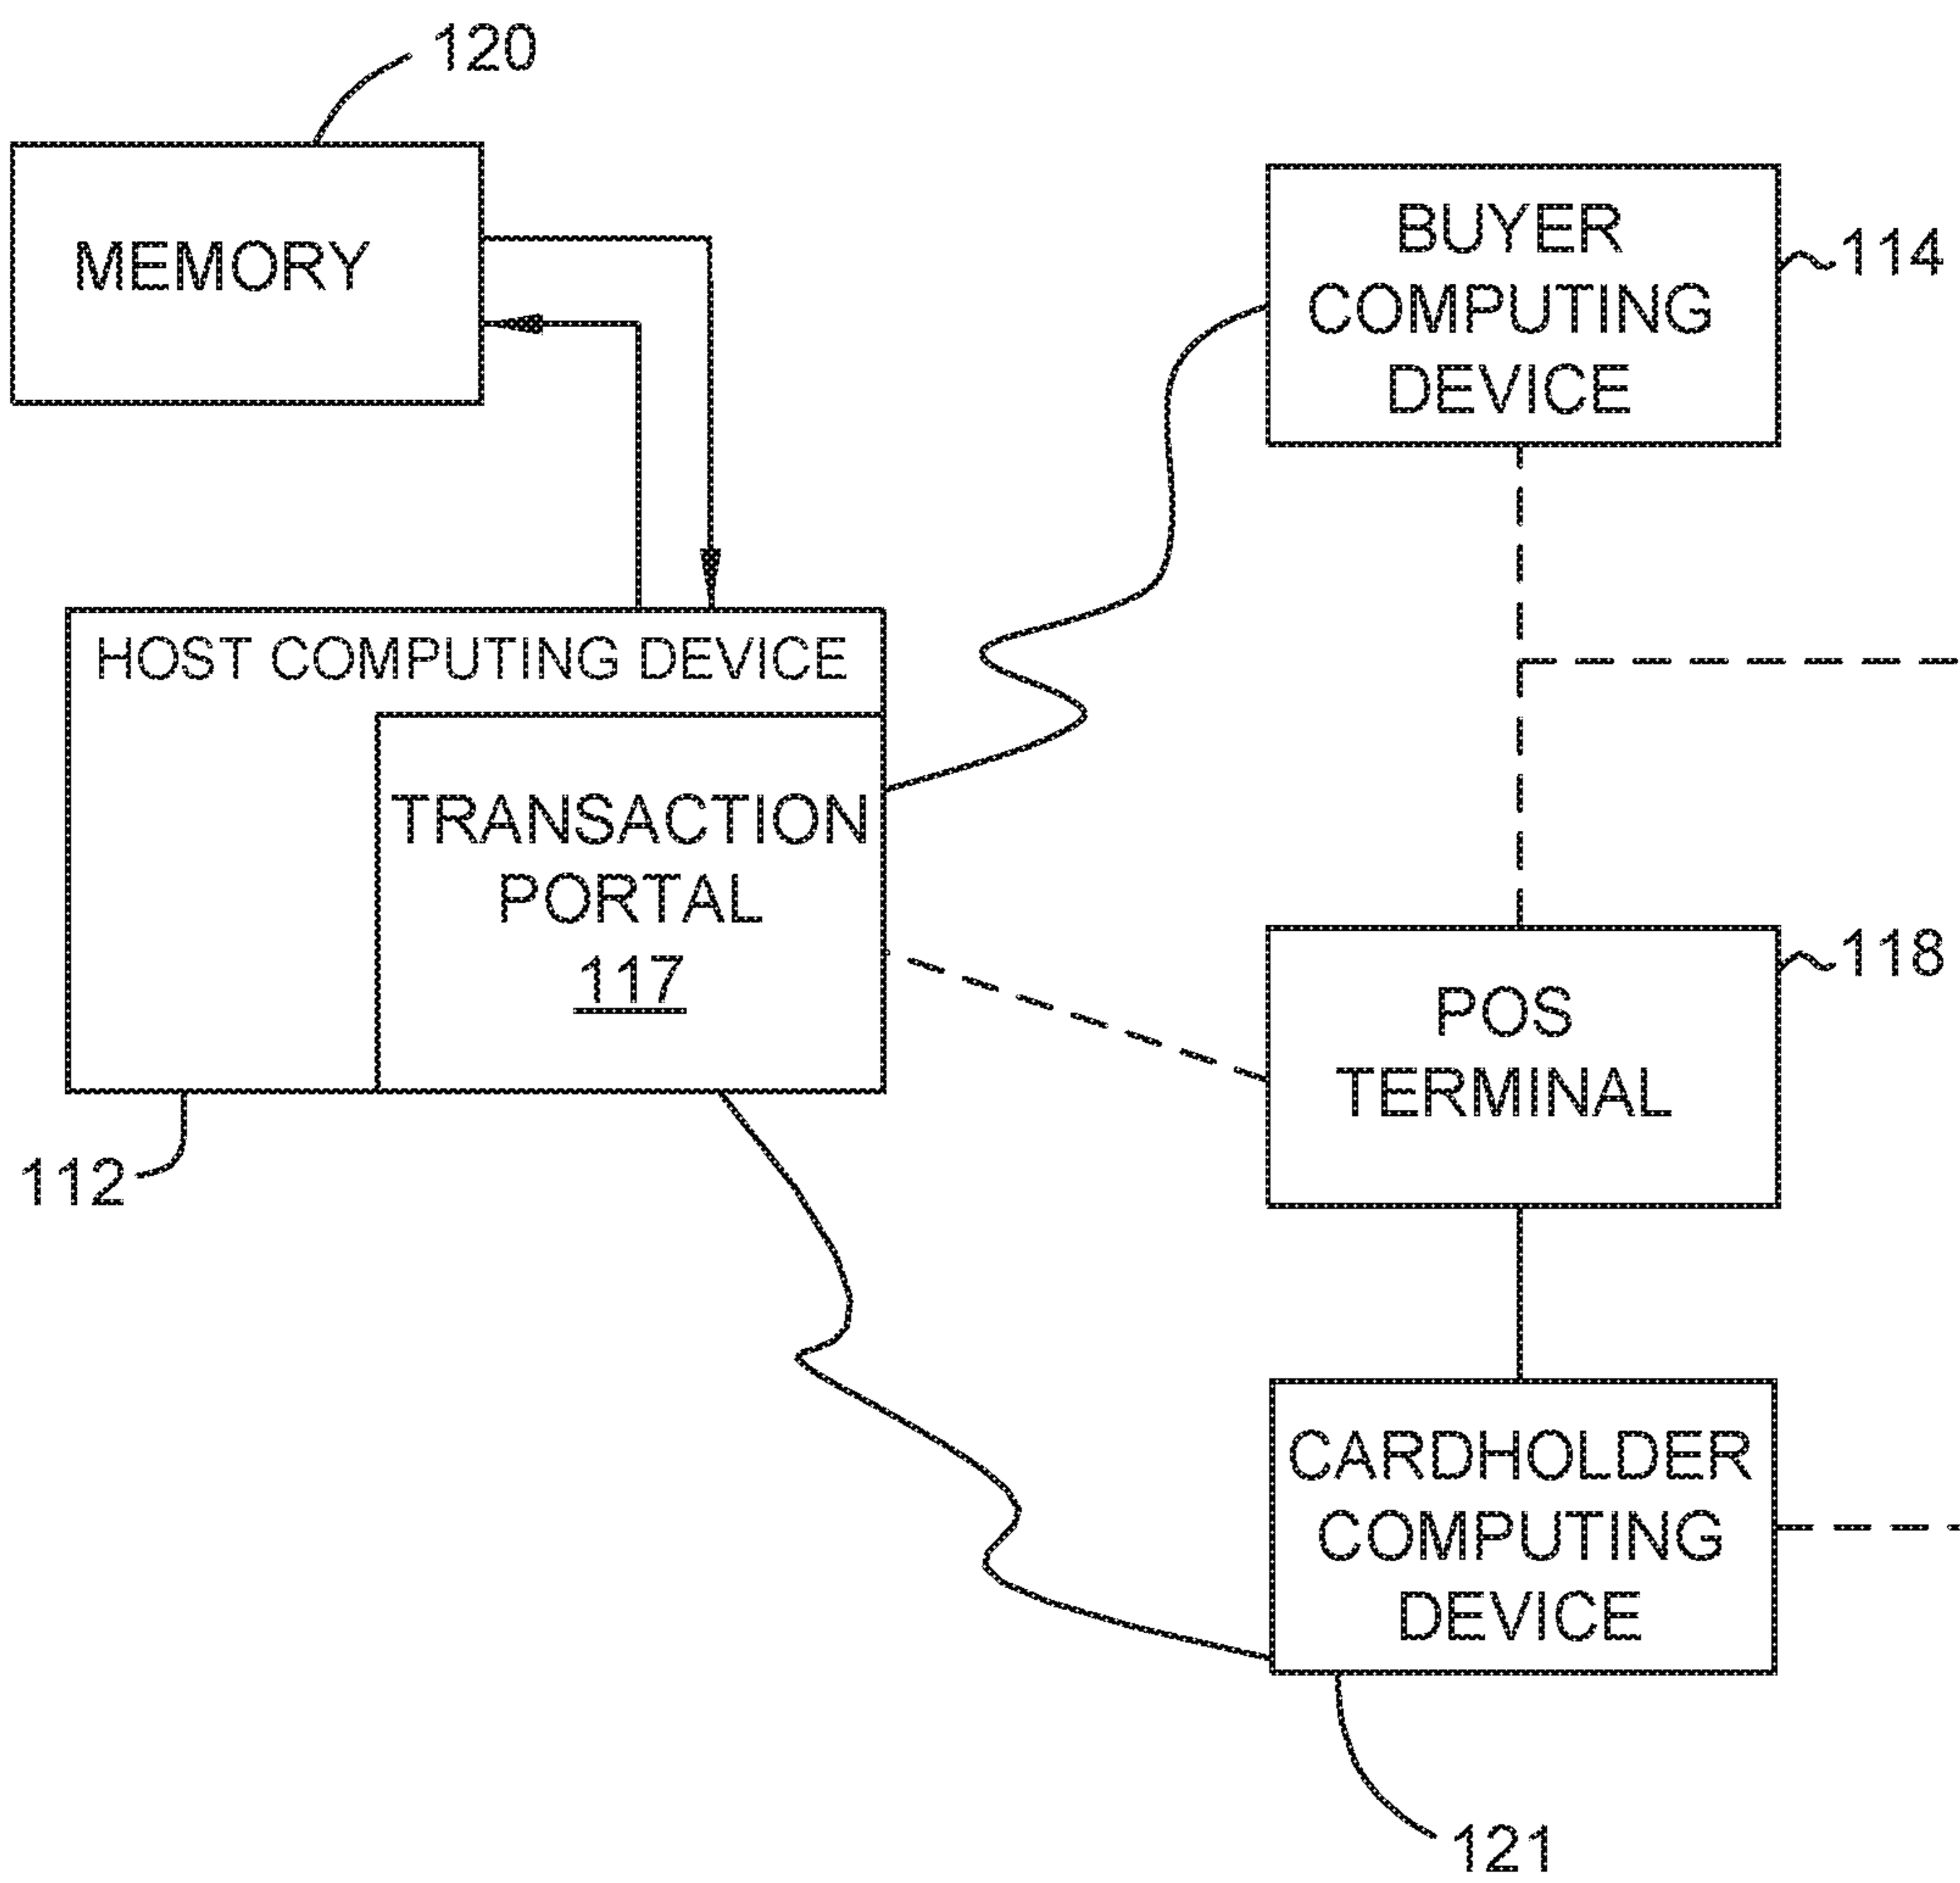 120
MEMORY
BUYER
COMPUTING
DEVICE
114
HOST COMPUTING DEVICE
TRANSACTION
PORTAL
117
112
118
POS
TERMINAL
CARDHOLDER
COMPUTING
DEVICE
121